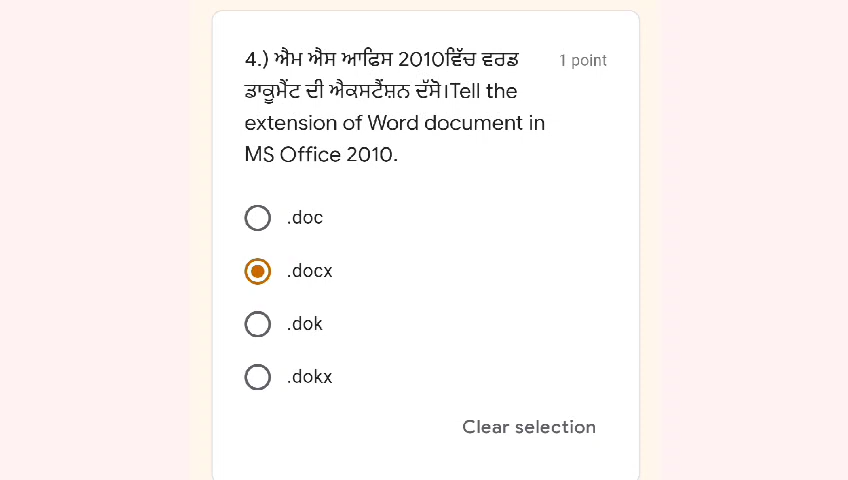 4.) ਐਮ ਐਸ ਆਫਿਸ 2010ਵਿੱਚ ਵਰਡ 1 point
ਡਾਕੂਮੈਂਟ ਦੀ ਐਕਸਟੈਂਸ਼ਨ ਦੱਸੋ।Tell the
extension of Word document in
MS Office 2010.
.doc
.docx
.dok
.dokx
Clear selection